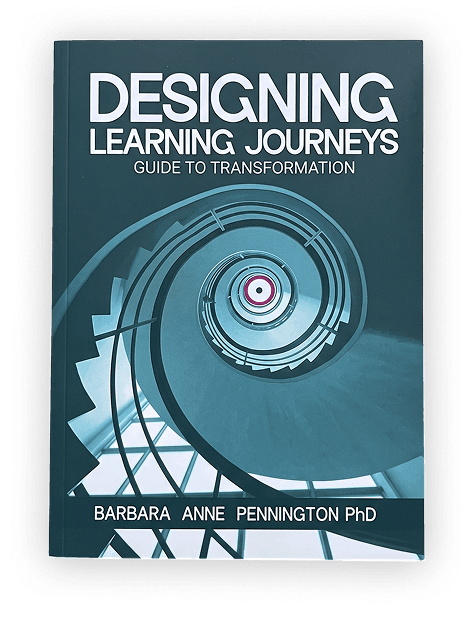 DESIGNING
LEARNING JOURNEYS
GUIDE TO TRANSFORMATION
BARBARA ANNE PENNINGTON PhD